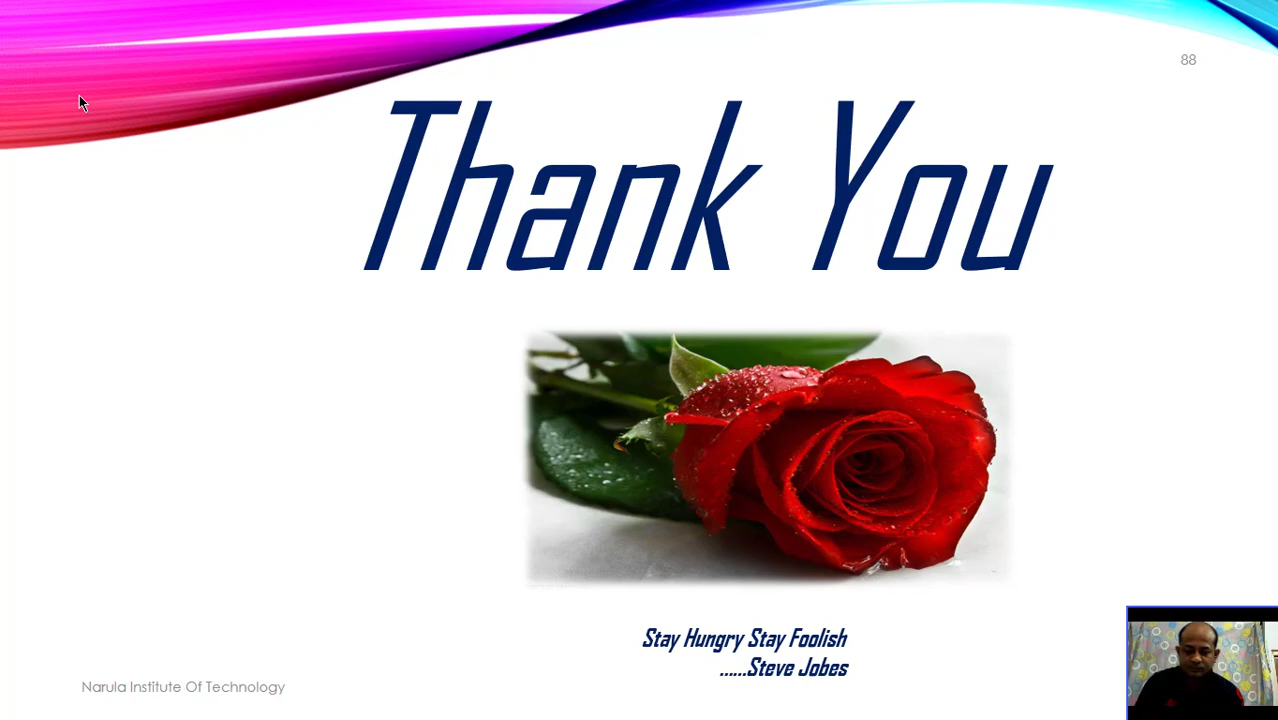 88
Thank You
Stay Hungry Stay Foolish
......Steve Jobes
Narula Institute Of Technology